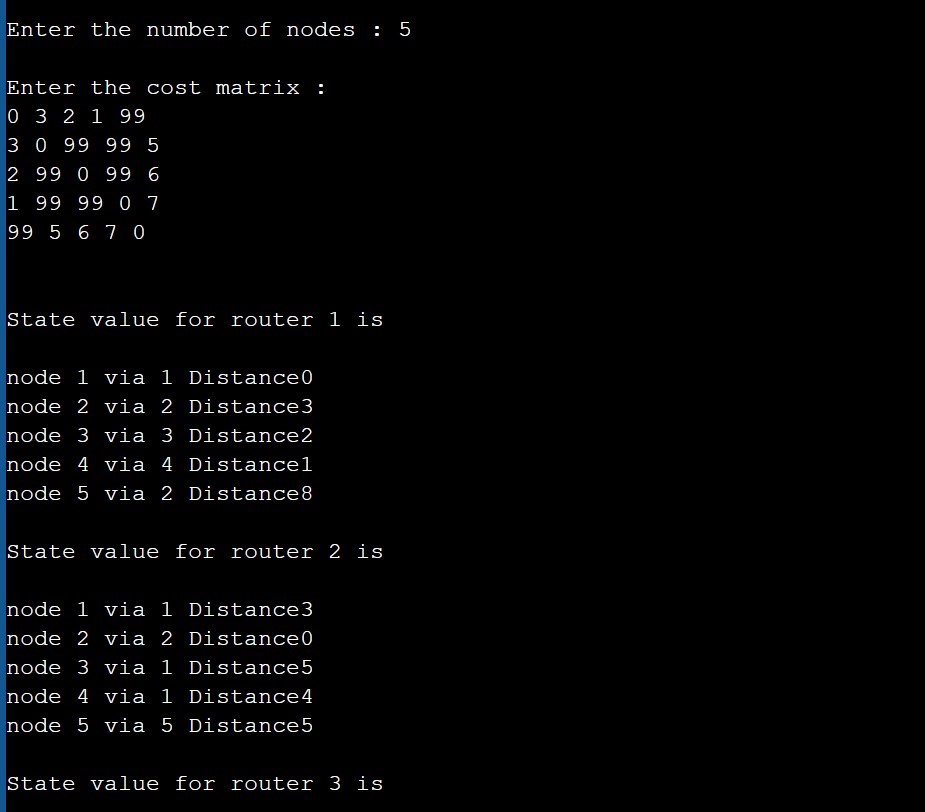 Enter the number of nodes : 5
Enter the cost matrix :
0 3 2 1 99
3 0 99 99 5
2 99 0 99 6
1 99 99 0 7
99 5 6 7 0
State value for router 1 is
node 1 via 1 Distance0
node 2 via 2 Distance3
node 3 via 3 Distance2
node 4 via 4 Distance1
node 5 via 2 Distance8
State value for router 2 is
node 1 via 1 Distance3
node 2 via 2 Distance0
node 3 via 1 Distance5
node 4 via 1 Distance4
node 5 via 5 Distance5
State value for router 3 is